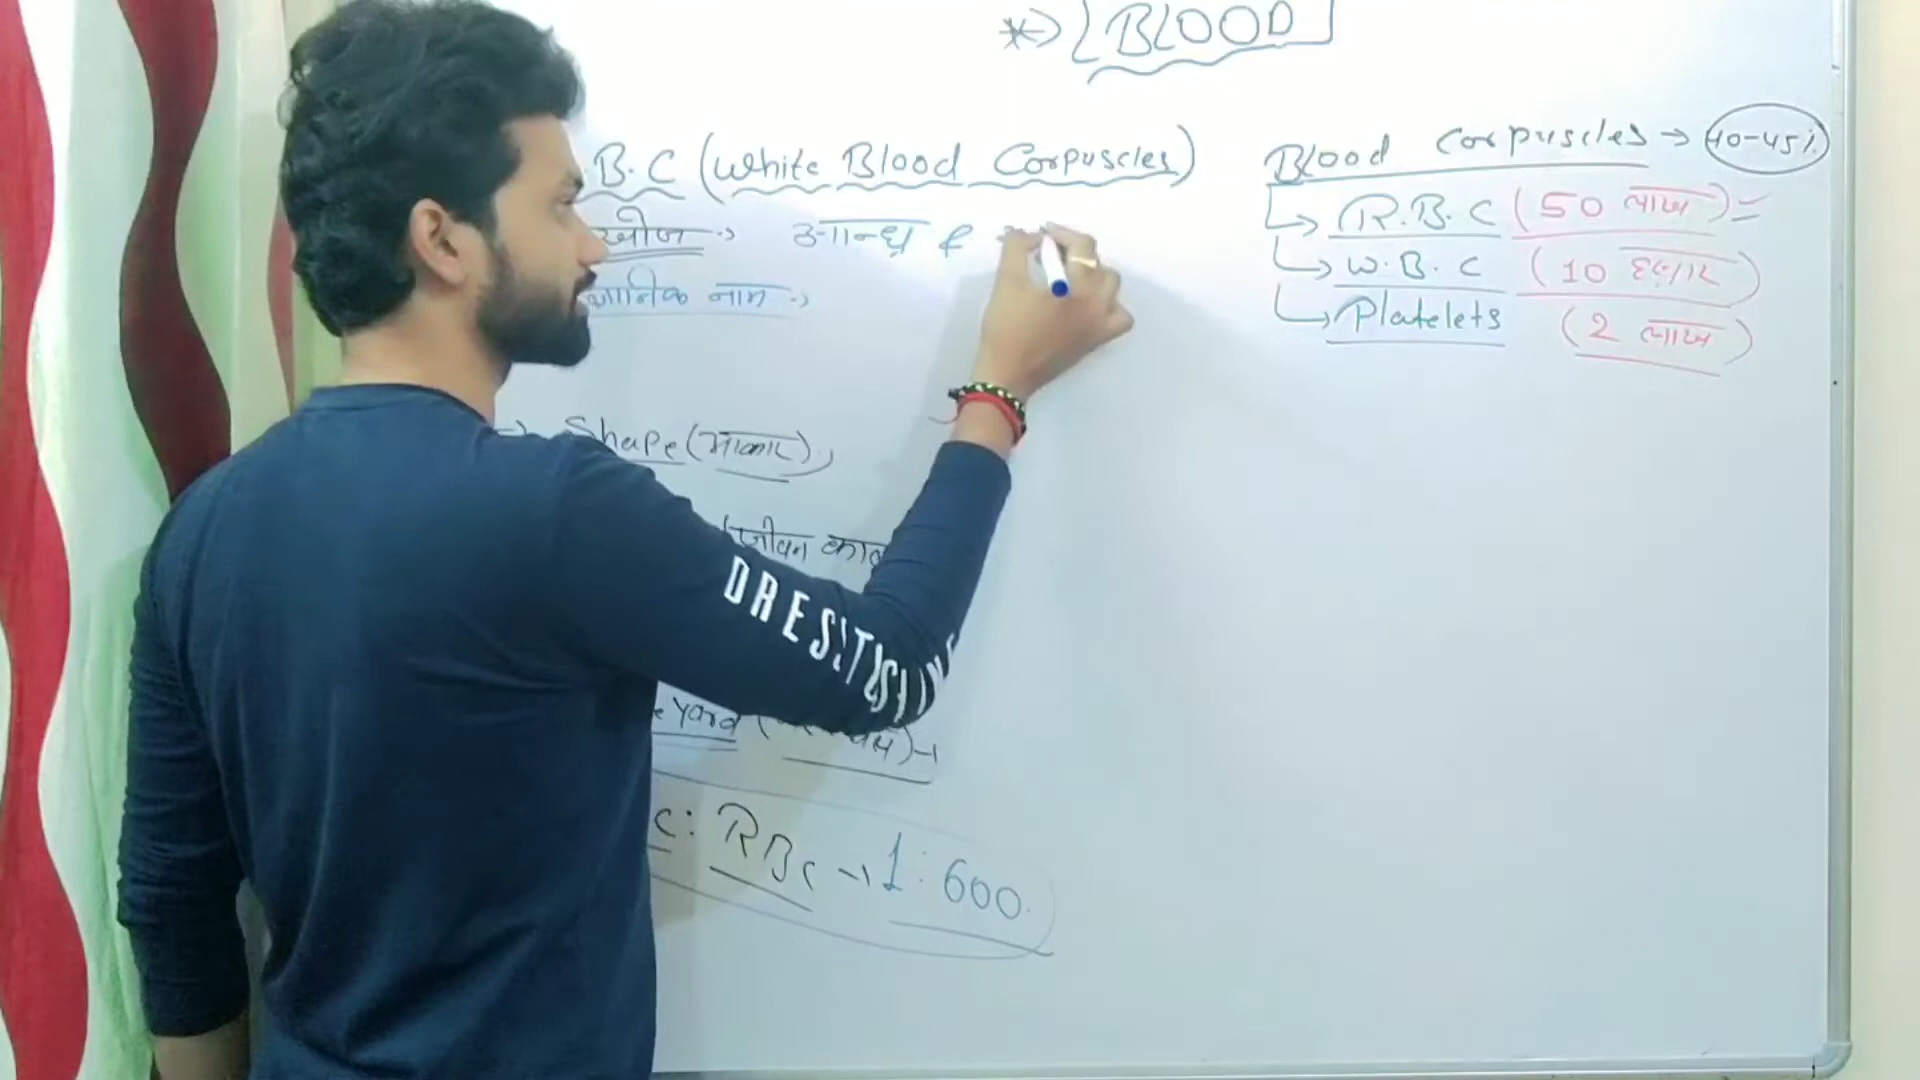 *→ [BLOOD]
.B.C (White Blood Corpuscles)
खोज → आन्ध्र &
नाम →
Blood Corpuscles → 40-45%
R.B.C (50 लाख) =
W.B.C (10 हजार)
Platelets (2 लाख)
→ Shape (आकार) →
(जीवन काल
e Yard
C: RBC → 1:600